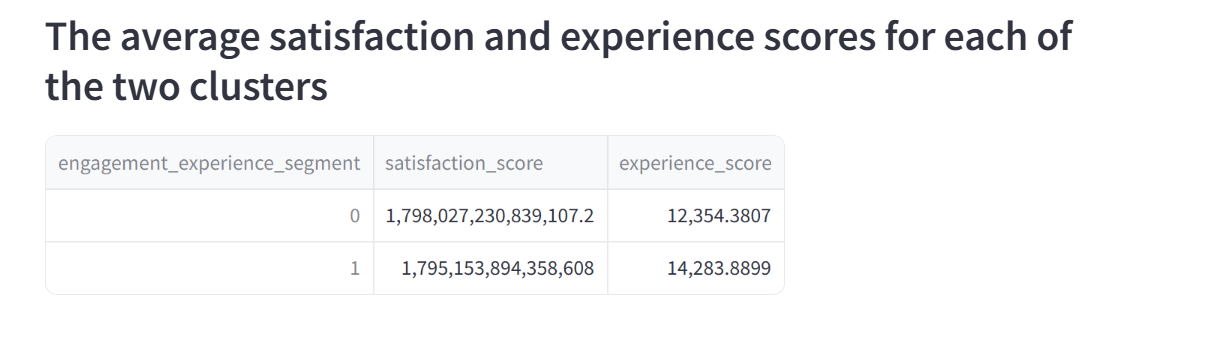 The average satisfaction and experience scores for each of
the two clusters
engagement_experience_segment satisfaction_score experience_score
0 1,798,027,230,839,107.2 12,354.3807
1 1,795,153,894,358,608 14,283.8899